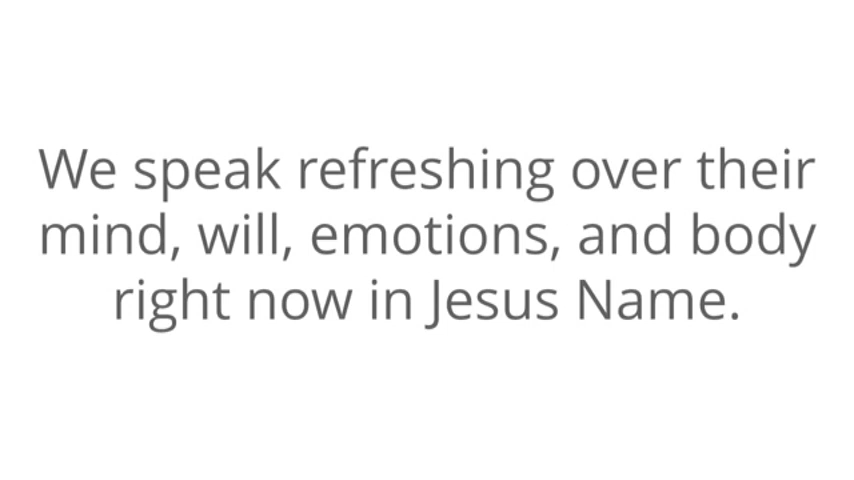 We speak refreshing over their
mind, will, emotions, and body
right now in Jesus Name.